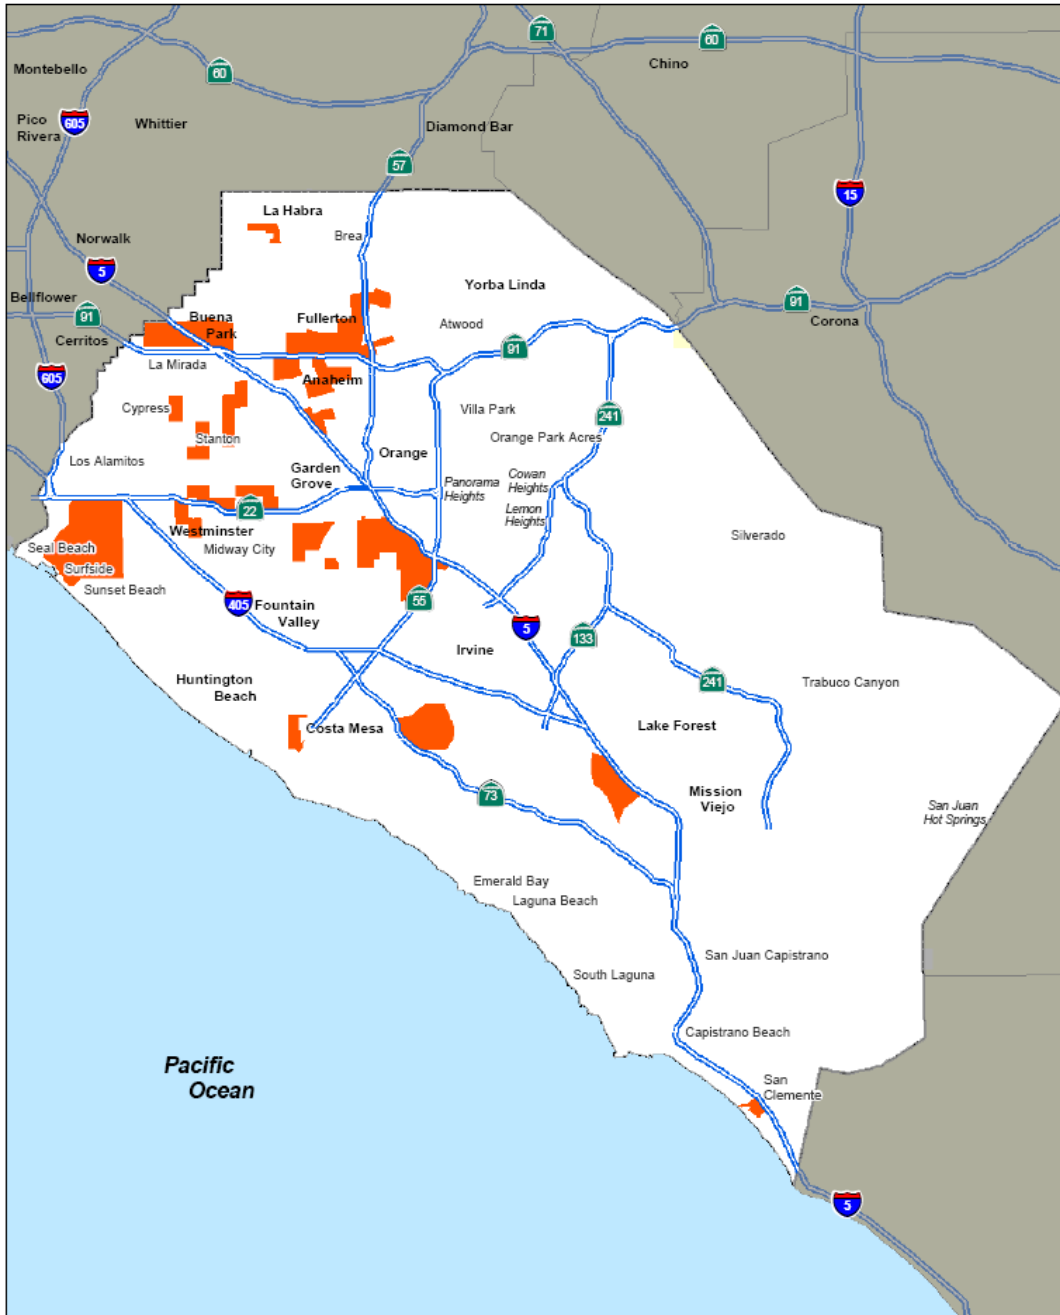 71
60
60
Chino
Montebello
Pico
Rivera
605
Whittier
Diamond Bar
57
15
La Habra
Brea
Norwalk
5
Yorba Linda
Bellflower
91
Buena
Park
Fullerton
Atwood
91
Corona
Cerritos
91
La Mirada
605
Anaheim
Cypress
Villa Park
241
Stanton
Orange Park Acres
Los Alamitos
Garden
Grove
Orange
Panorama
Heights
Cowan
Heights
Lemon
Heights
22
Westminster
Midway City
Silverado
Seal Beach
Surfside
Sunset Beach
405
Fountain
Valley
55
5
133
Irvine
241
Trabuco Canyon
Huntington
Beach
Costa Mesa
Lake Forest
73
Mission
Viejo
San Juan
Hot Springs
Emerald Bay
Laguna Beach
San Juan Capistrano
South Laguna
Capistrano Beach
Pacific
Ocean
San
Clemente
5